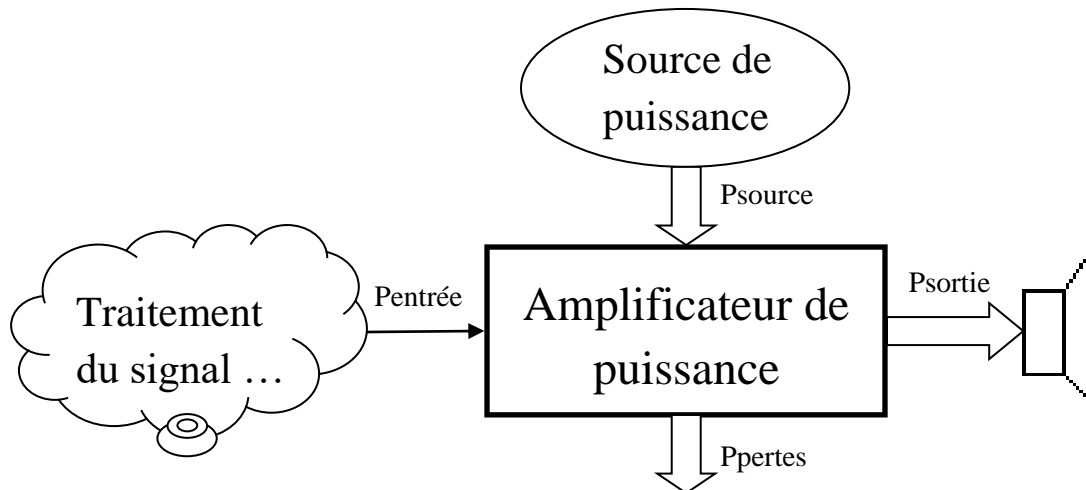 Source de
puissance
Psource
Traitement
du signal …
Pentrée
Amplificateur de
puissance
Psortie
Ppertes